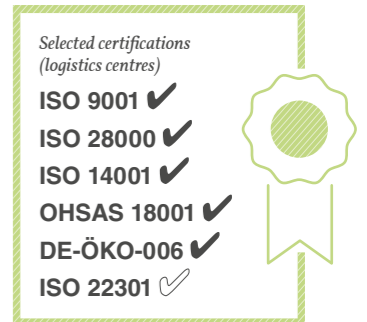 Selected certifications
(logistics centres)
ISO 9001 ✔
ISO 28000 ✔
ISO 14001 ✔
OHSAS 18001 ✔
DE-ÖKO-006 ✔
ISO 22301 ✓